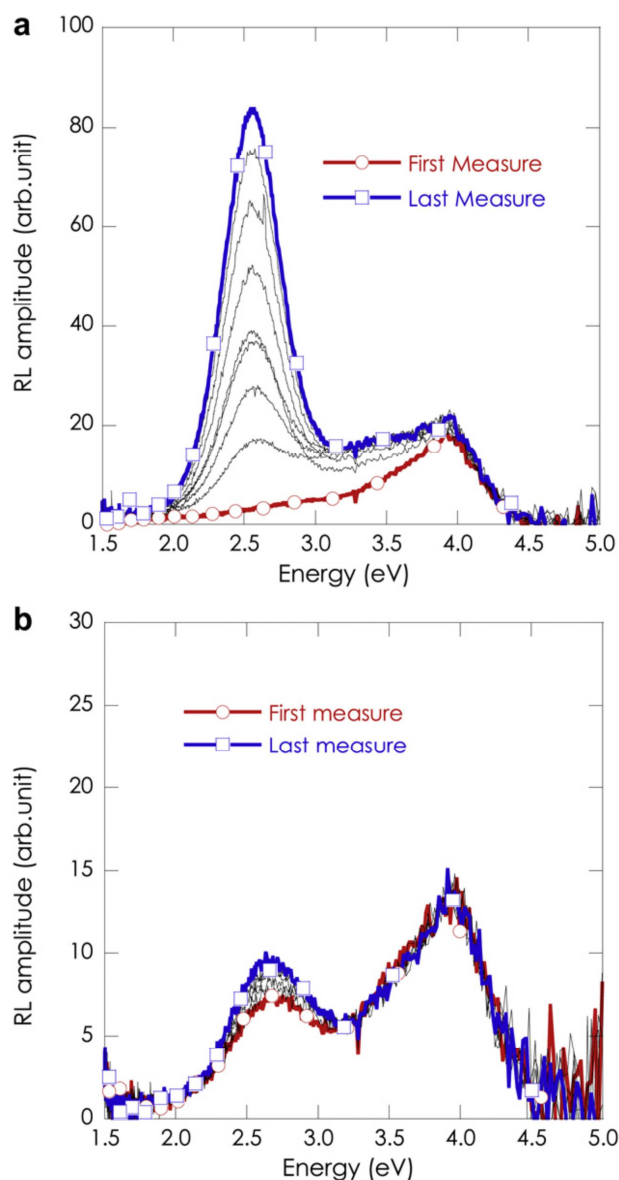 a
100
80
60
40
20
0
RL amplitude (arb.unit)
First Measure
Last Measure
1.5 2.0 2.5 3.0 3.5 4.0 4.5 5.0
Energy (eV)
b
30
25
20
15
10
5
0
RL amplitude (arb.unit)
First measure
Last measure
1.5 2.0 2.5 3.0 3.5 4.0 4.5 5.0
Energy (eV)